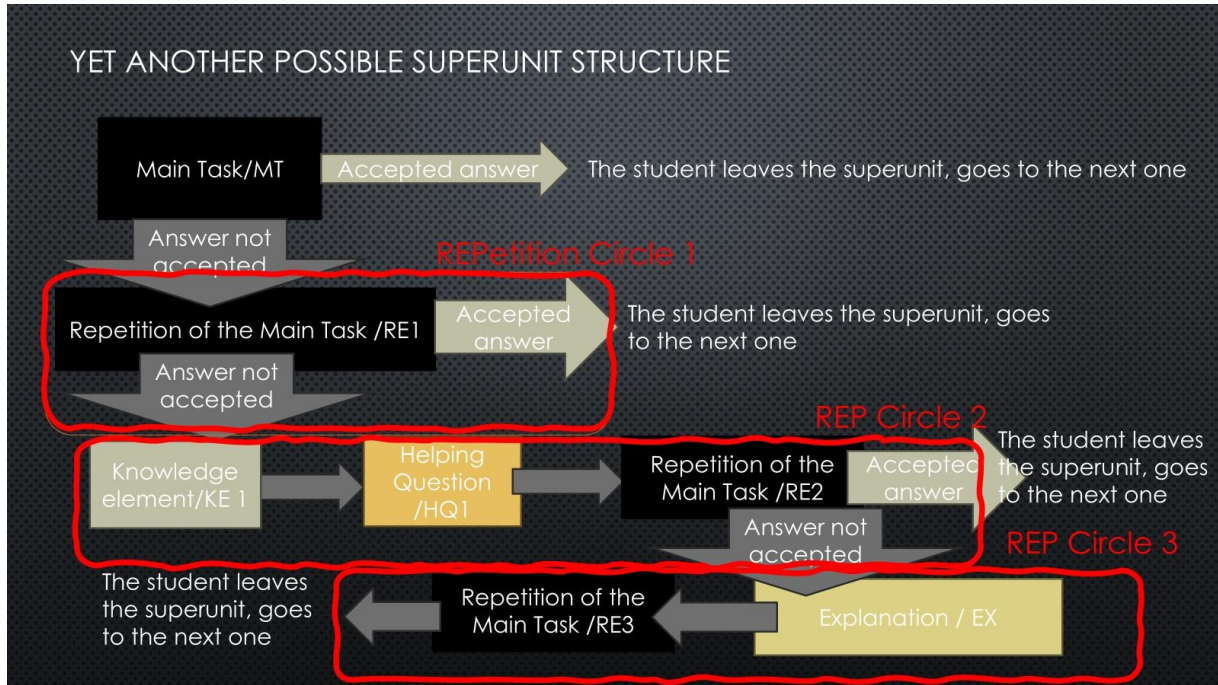 YET ANOTHER POSSIBLE SUPERUNIT STRUCTURE
Main Task/MT
Accepted answer
The student leaves the superunit, goes to the next one
Answer not
accepted
REPetition Circle 1
Repetition of the Main Task /RE1
Accepted
answer
The student leaves the superunit, goes
to the next one
Answer not
accepted
REP Circle 2
Knowledge
element/KE 1
Helping
Question
/HQ1
Repetition of the
Main Task /RE2
Accepted
answer
The student leaves
the superunit, goes
to the next one
Answer not
accepted
REP Circle 3
The student leaves
the superunit, goes
to the next one
Repetition of the
Main Task /RE3
Explanation / EX